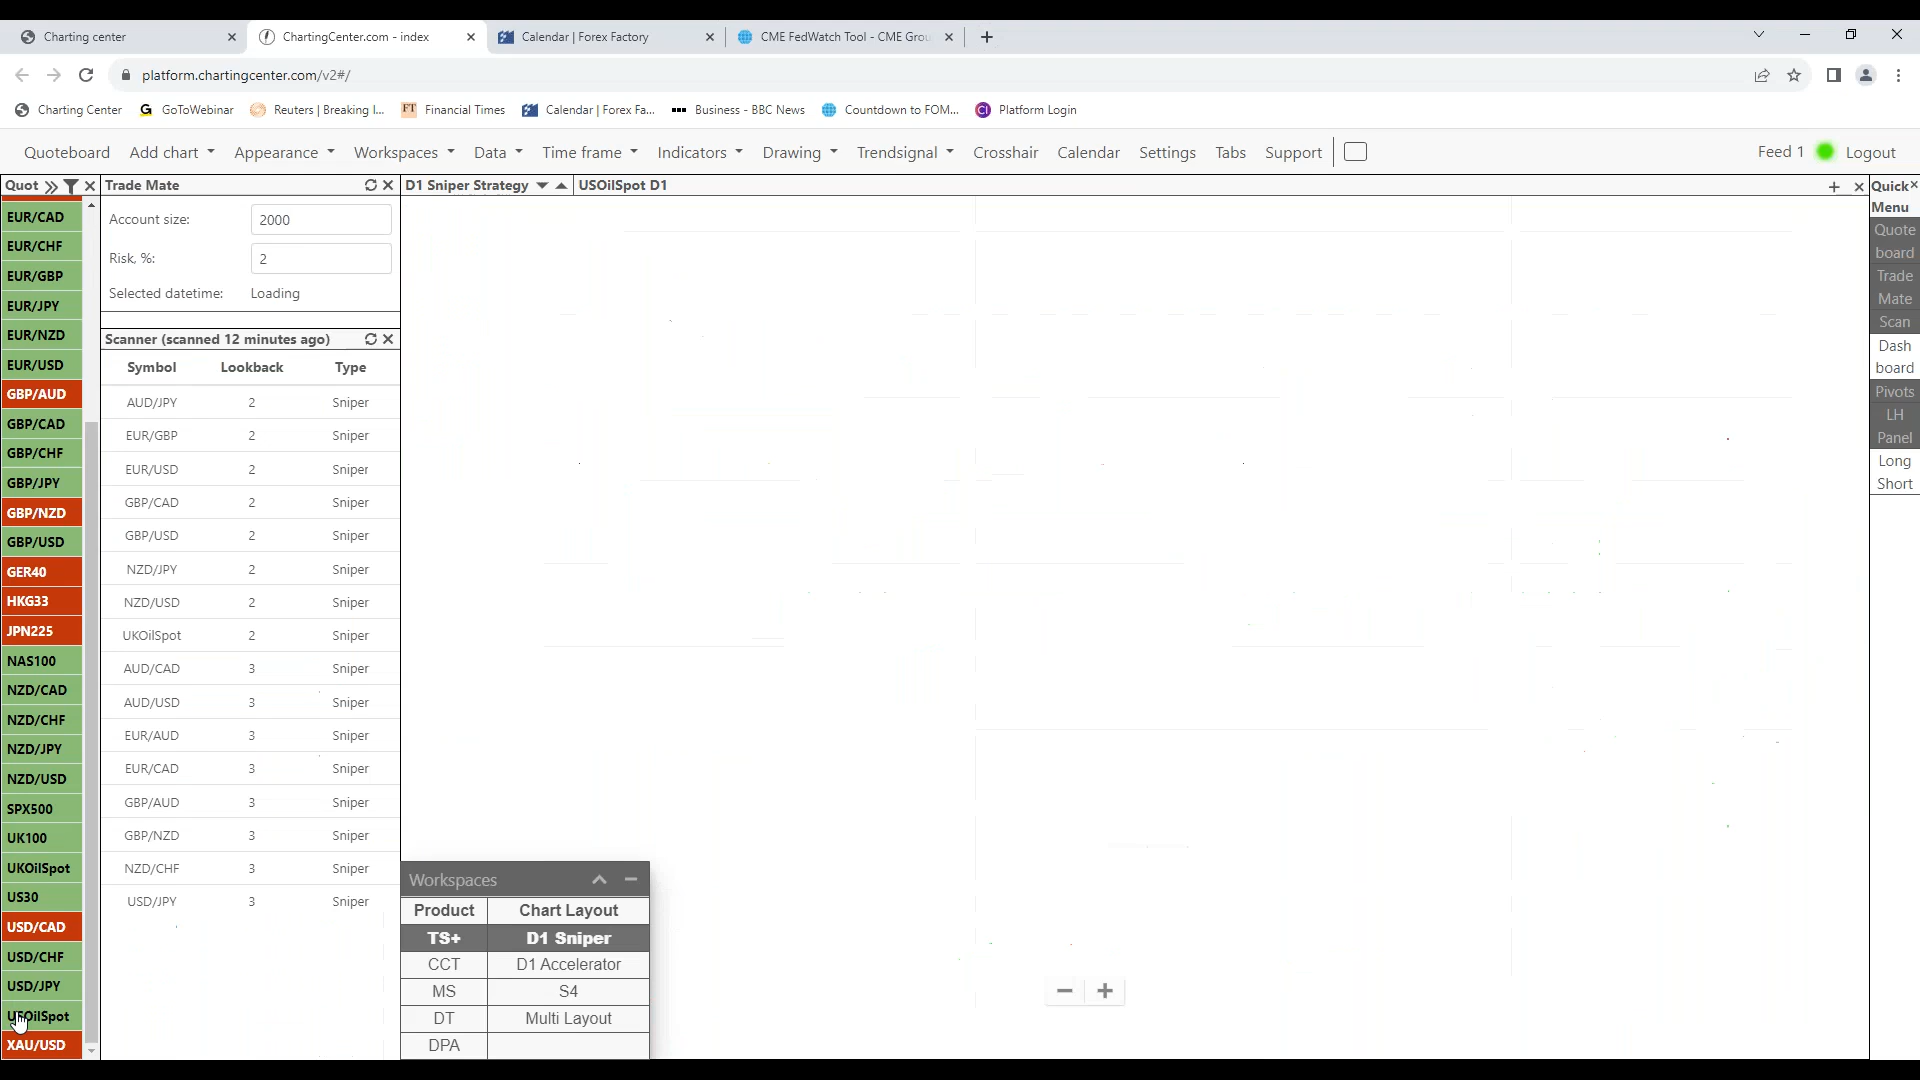 Charting center
ChartingCenter.com - index
Calendar | Forex Factory
CME FedWatch Tool - CME Grou
platform.chartingcenter.com/v2#/
Charting Center
GoToWebinar
Reuters | Breaking I...
FT Financial Times
Calendar | Forex Fa...
Business - BBC News
Countdown to FOM...
CI Platform Login
Quoteboard Add chart Appearance Workspaces Data Time frame Indicators Drawing Trendsignal Crosshair Calendar Settings Tabs Support
Feed 1 Logout
Quot
EUR/CAD
EUR/CHF
EUR/GBP
EUR/JPY
EUR/NZD
EUR/USD
GBP/AUD
GBP/CAD
GBP/CHF
GBP/JPY
GBP/NZD
GBP/USD
GER40
HKG33
JPN225
NAS100
NZD/CAD
NZD/CHF
NZD/JPY
NZD/USD
SPX500
UK100
UKOilSpot
US30
USD/CAD
USD/CHF
USD/JPY
USOilSpot
XAU/USD
Trade Mate
Account size: 2000
Risk, %: 2
Selected datetime: Loading
Scanner (scanned 12 minutes ago)
Symbol Lookback Type
AUD/JPY 2 Sniper
EUR/GBP 2 Sniper
EUR/USD 2 Sniper
GBP/CAD 2 Sniper
GBP/USD 2 Sniper
NZD/JPY 2 Sniper
NZD/USD 2 Sniper
UKOilSpot 2 Sniper
AUD/CAD 3 Sniper
AUD/USD 3 Sniper
EUR/AUD 3 Sniper
EUR/CAD 3 Sniper
GBP/AUD 3 Sniper
GBP/NZD 3 Sniper
NZD/CHF 3 Sniper
USD/JPY 3 Sniper
D1 Sniper Strategy
USOilSpot D1
Workspaces
Product Chart Layout
TS+ D1 Sniper
CCT D1 Accelerator
MS S4
DT Multi Layout
DPA
Quick
Menu
Quote
board
Trade
Mate
Scan
Dash
board
Pivots
LH
Panel
Long
Short